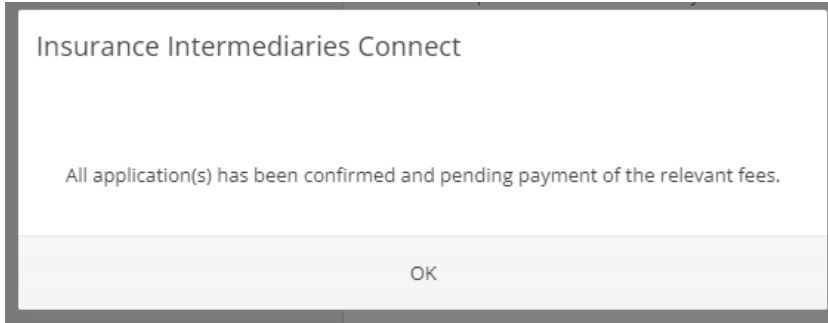 Insurance Intermediaries Connect
All application(s) has been confirmed and pending payment of the relevant fees.
OK